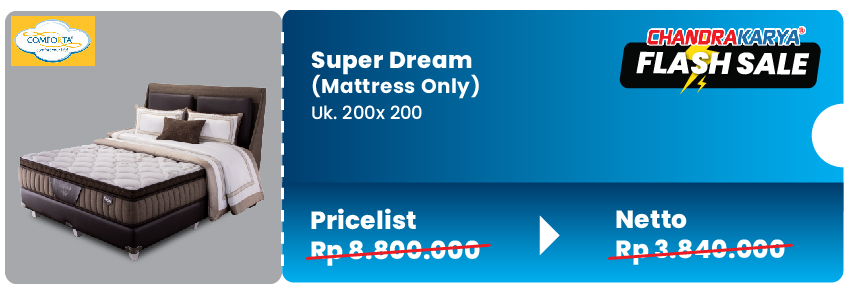 COMFORTA
CHANDRAKARYA®
FLASH SALE
Super Dream
(Mattress Only)
Uk. 200x 200
Pricelist
Rp 8.800.000
Netto
Rp 3.840.000